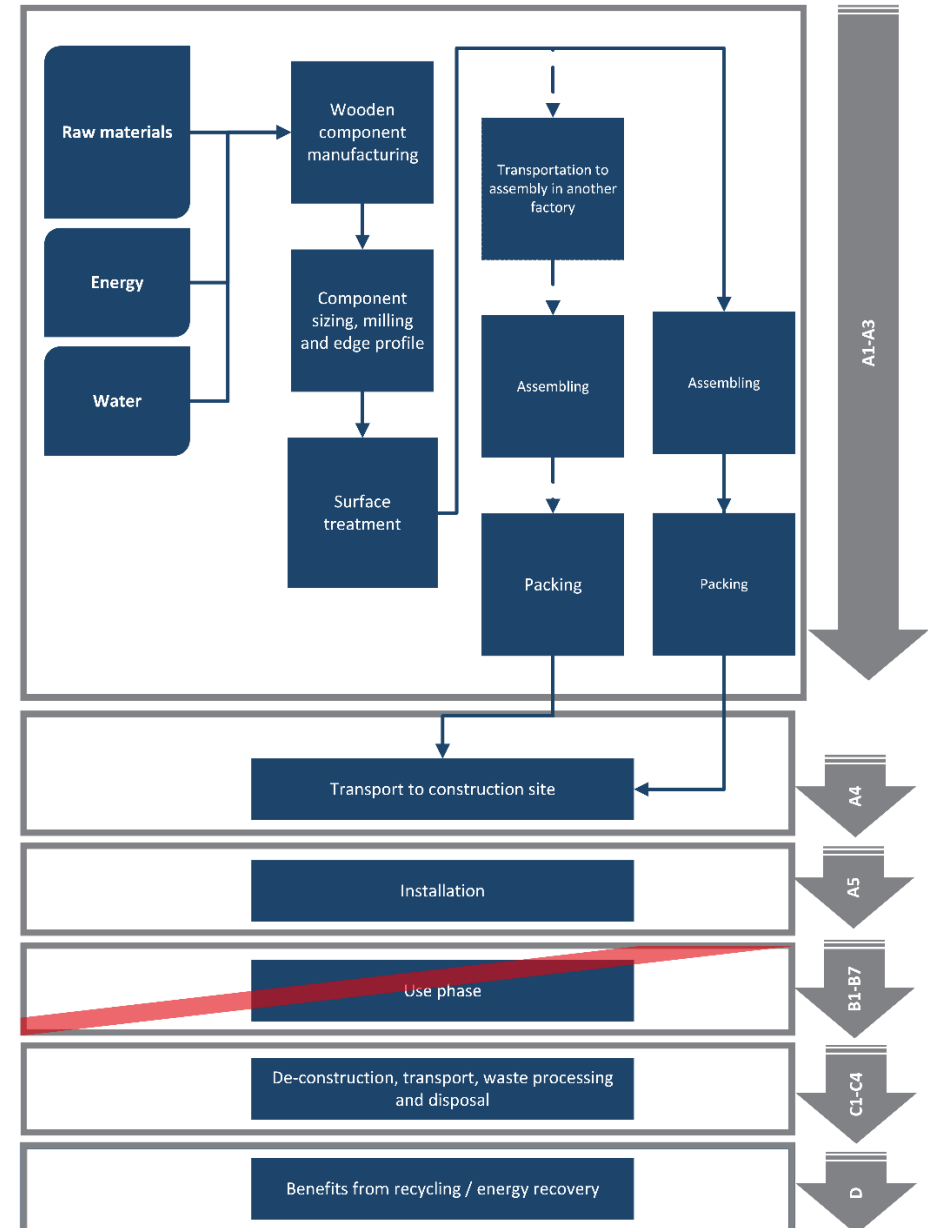 Raw materials
Energy
Water
Wooden
component
manufacturing
Component
sizing, milling
and edge profile
Surface
treatment
Transportation to
assembly in another
factory
Assembling
Packing
Assembling
Packing
A1-A3
Transport to construction site
A4
Installation
A5
Use phase
B1-B7
De-construction, transport, waste processing
and disposal
C1-C4
Benefits from recycling / energy recovery
D